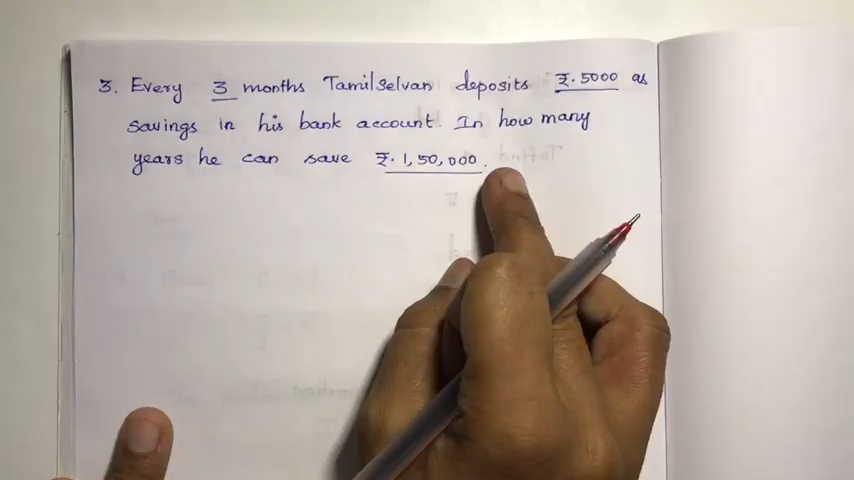 3. Every 3 months Tamilselvan deposits ₹. 5000 as
savings in his bank account. In how many
years he can save ₹. 1,50,000.